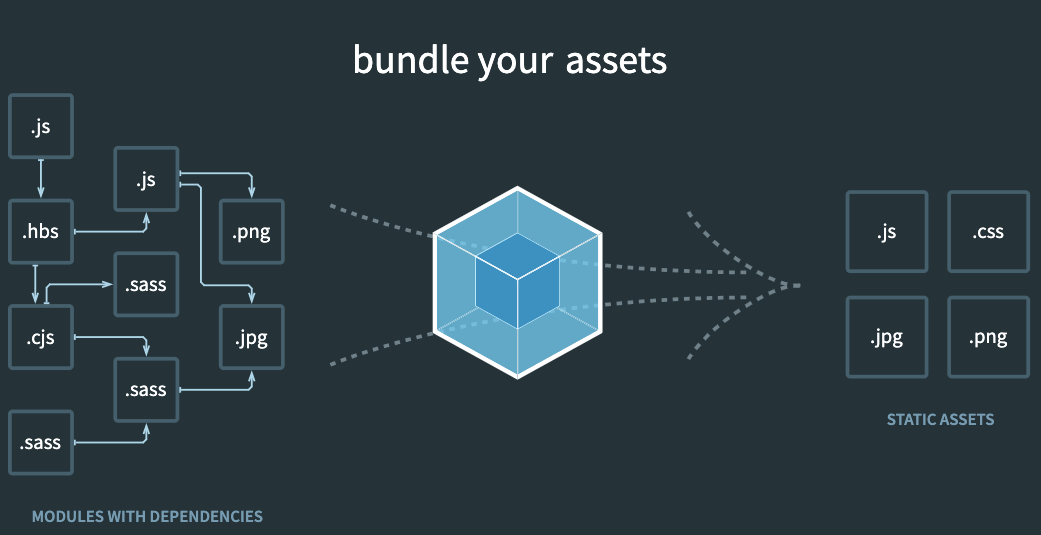 bundle your assets
.js
.js
.hbs
.png
.sass
.cjs
.jpg
.sass
.sass
MODULES WITH DEPENDENCIES
.js
.css
.jpg
.png
STATIC ASSETS